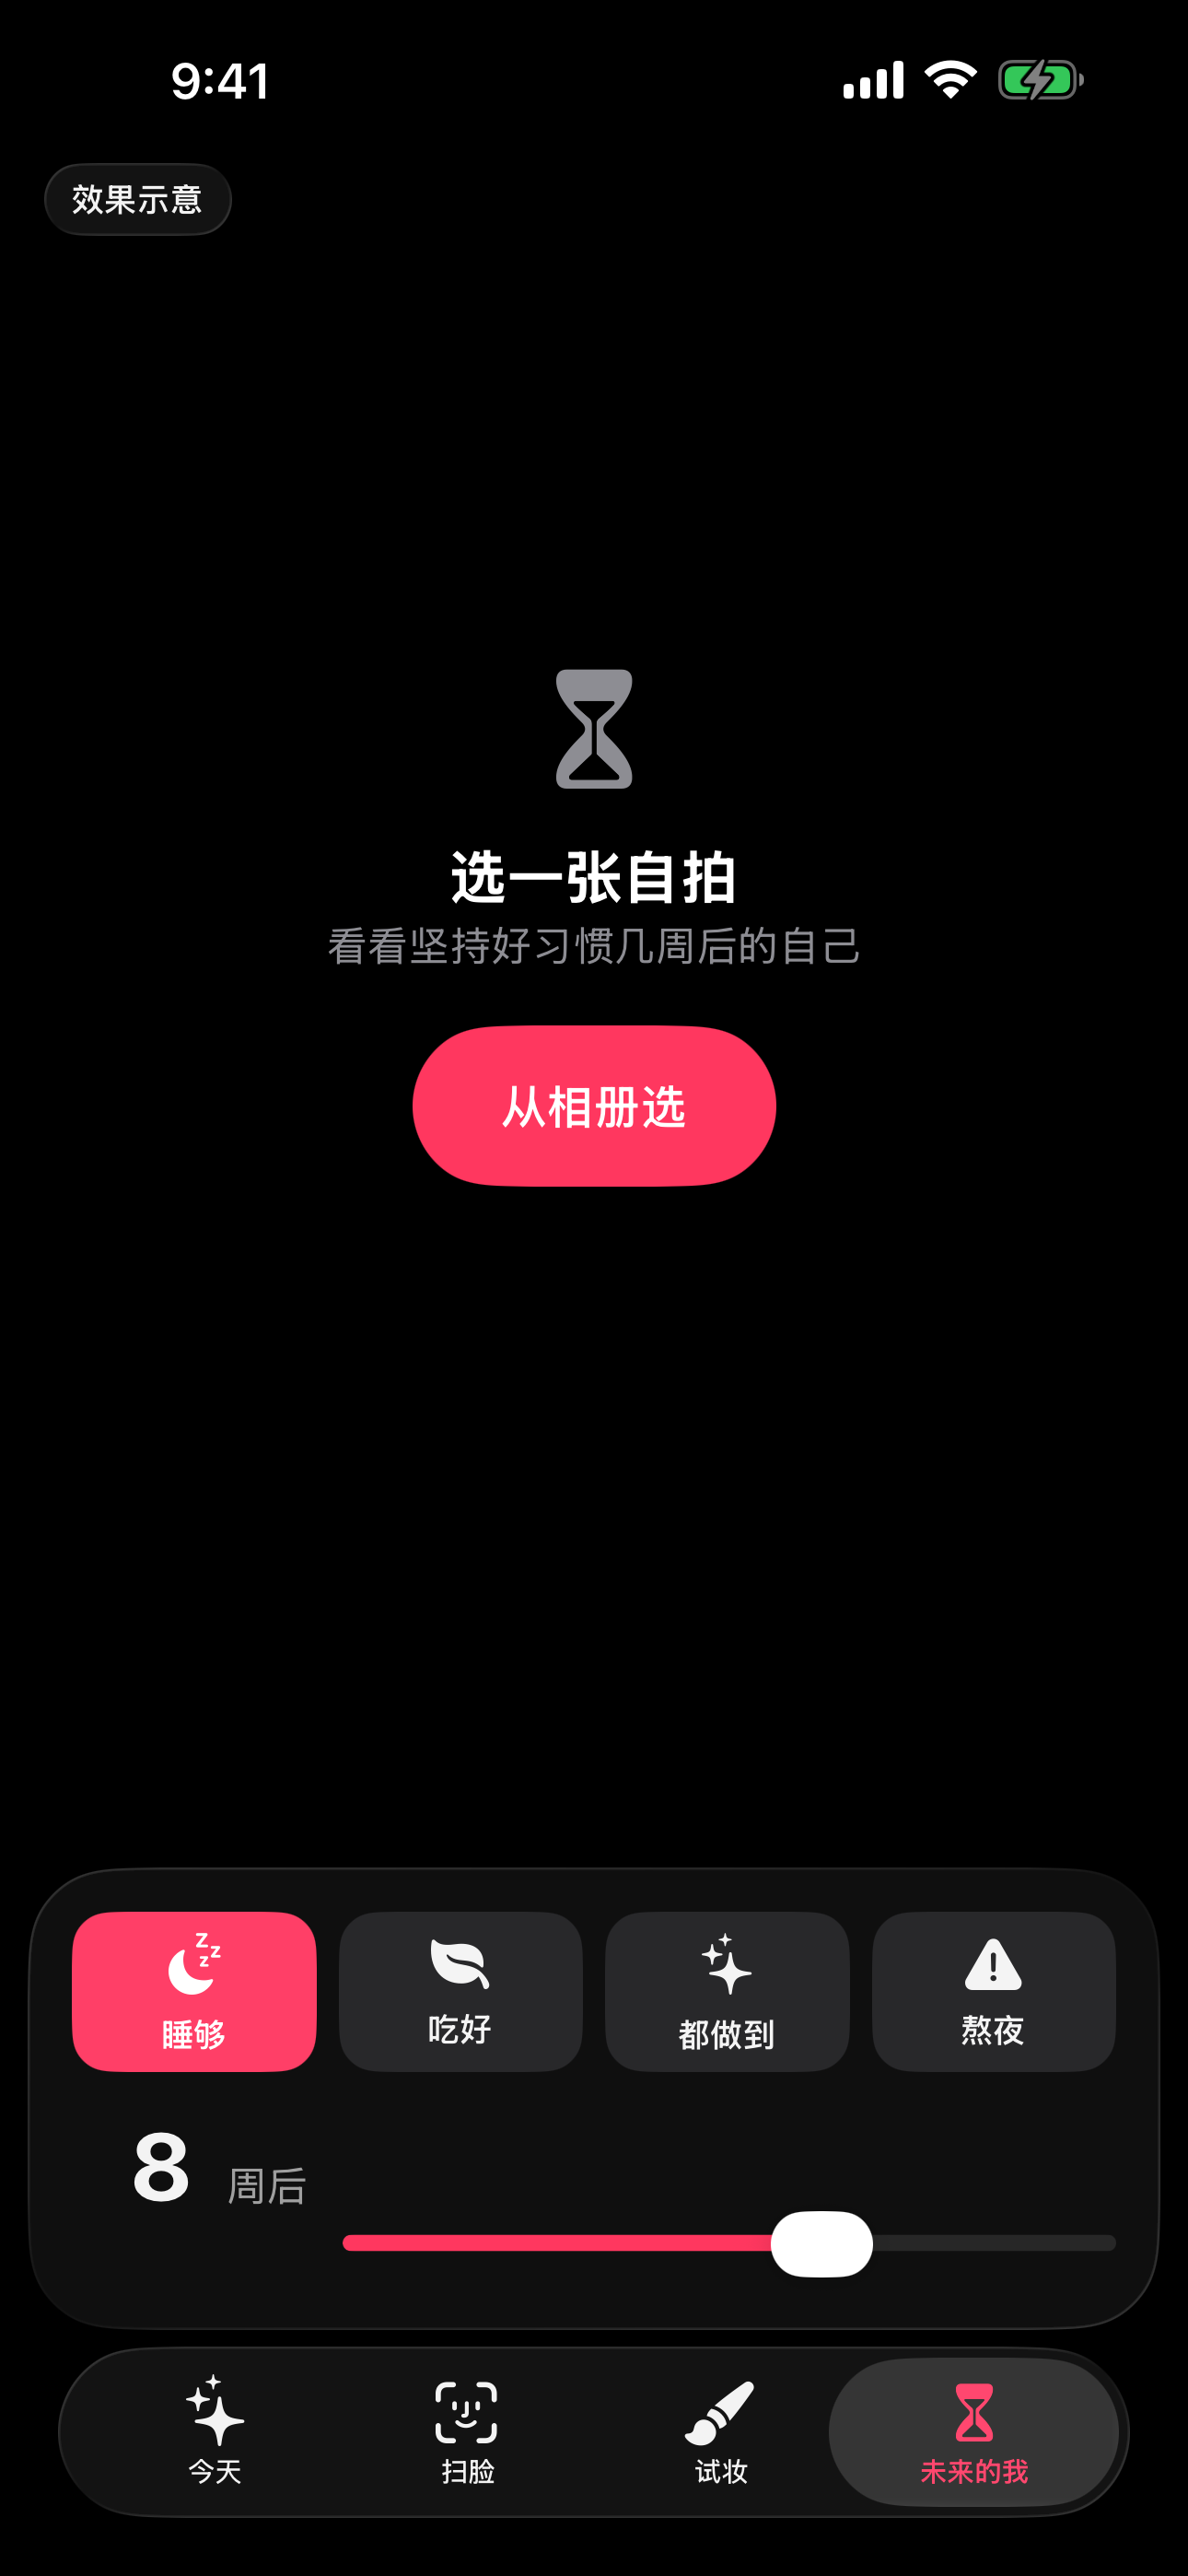 9:41
效果示意
选一张自拍
看看坚持好习惯几周后的自己
从相册选
睡够
吃好
都做到
熬夜
8 周后
今天
扫脸
试妆
未来的我